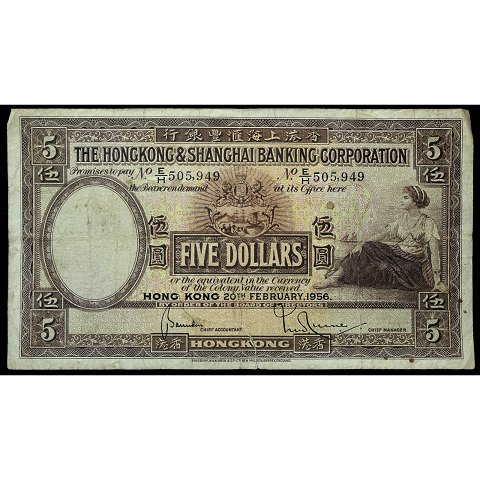 行銀豐滙海上港香
5 5
伍 伍
THE HONGKONG & SHANGHAI BANKING CORPORATION
Promises to pay No E/H 505,949 No E/H 505,949
the Bearer on demand at its Office here
伍圓 伍圓
FIVE DOLLARS
or the equivalent in the Currency
of the Colony, Value received.
HONG KONG 20TH FEBRUARY, 1956.
BY ORDER OF THE BOARD OF DIRECTORS
伍 伍
CHIEF ACCOUNTANT. CHIEF MANAGER
5 港香 HONGKONG 港香 5